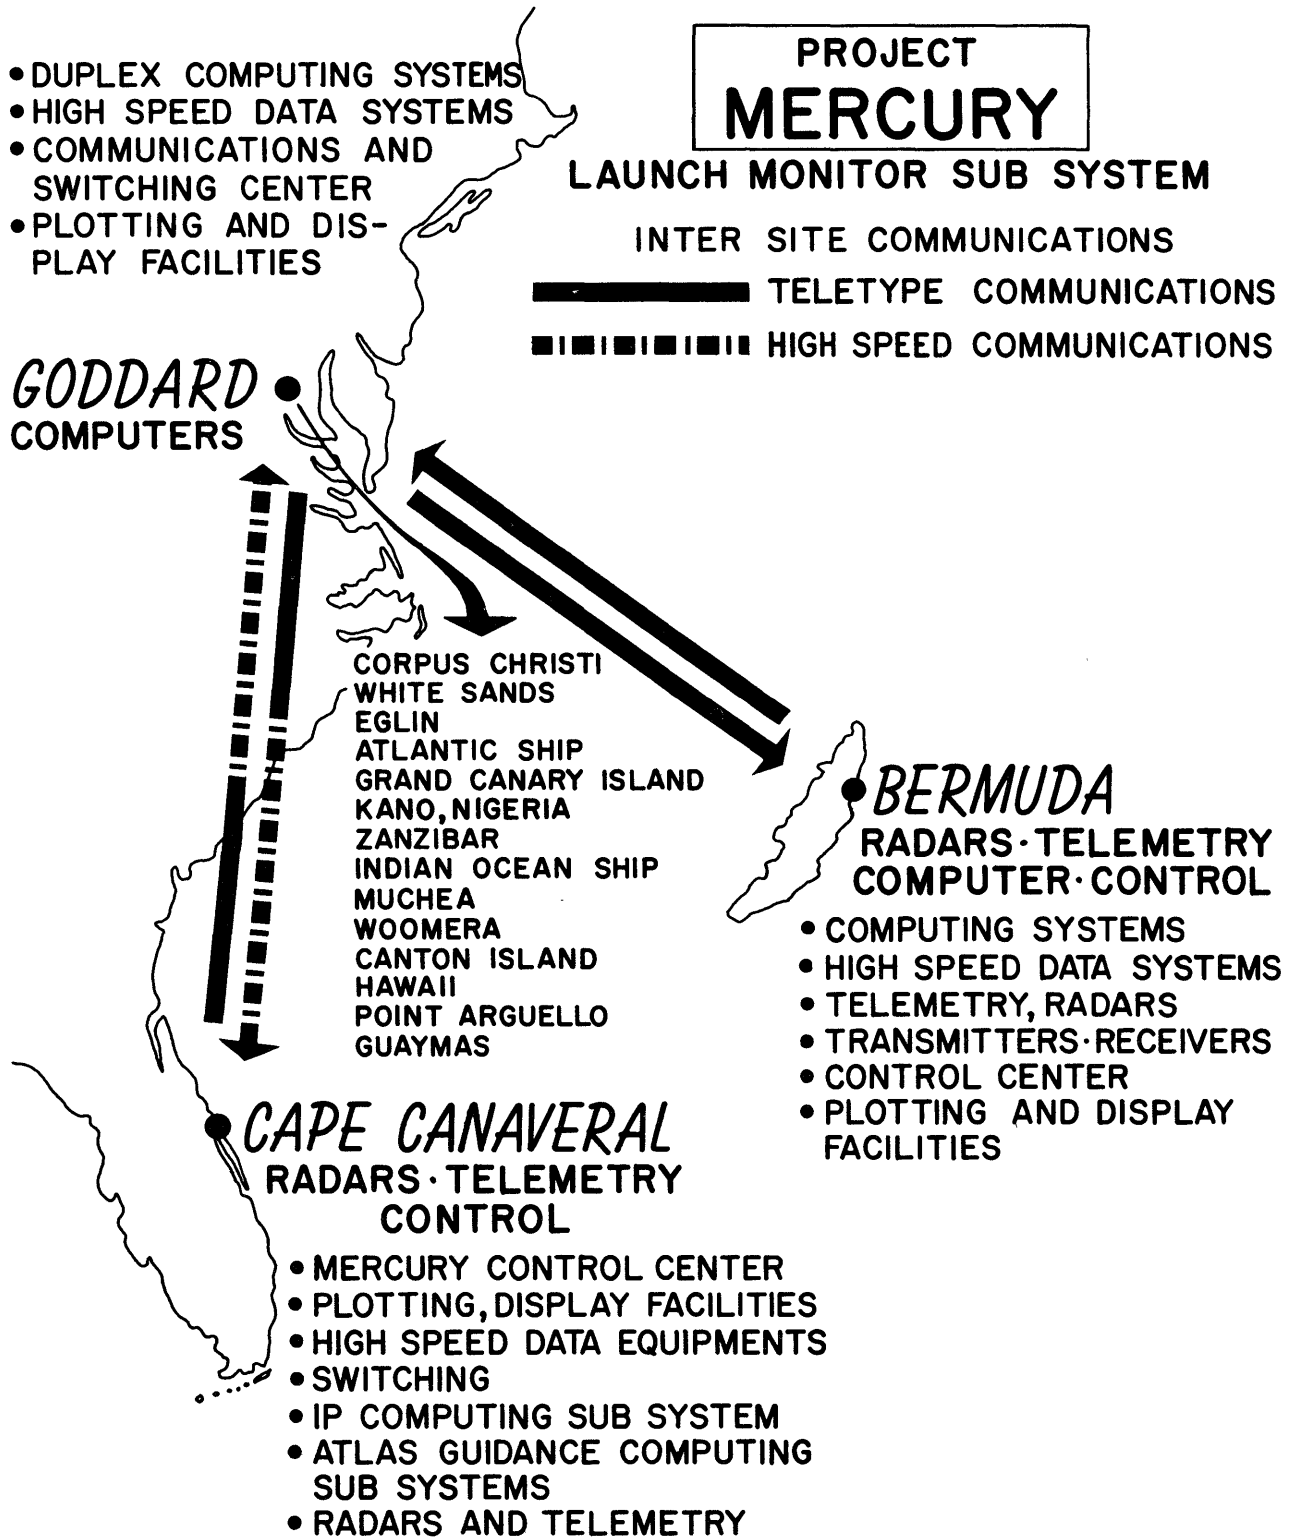 PROJECT
MERCURY
LAUNCH MONITOR SUB SYSTEM
INTER SITE COMMUNICATIONS
TELETYPE COMMUNICATIONS
HIGH SPEED COMMUNICATIONS
• DUPLEX COMPUTING SYSTEMS
• HIGH SPEED DATA SYSTEMS
• COMMUNICATIONS AND
SWITCHING CENTER
• PLOTTING AND DIS-
PLAY FACILITIES
GODDARD
COMPUTERS
CORPUS CHRISTI
WHITE SANDS
EGLIN
ATLANTIC SHIP
GRAND CANARY ISLAND
KANO, NIGERIA
ZANZIBAR
INDIAN OCEAN SHIP
MUCHEA
WOOMERA
CANTON ISLAND
HAWAII
POINT ARGUELLO
GUAYMAS
BERMUDA
RADARS · TELEMETRY
COMPUTER · CONTROL
• COMPUTING SYSTEMS
• HIGH SPEED DATA SYSTEMS
• TELEMETRY, RADARS
• TRANSMITTERS · RECEIVERS
• CONTROL CENTER
• PLOTTING AND DISPLAY
FACILITIES
CAPE CANAVERAL
RADARS · TELEMETRY
CONTROL
• MERCURY CONTROL CENTER
• PLOTTING, DISPLAY FACILITIES
• HIGH SPEED DATA EQUIPMENTS
• SWITCHING
• IP COMPUTING SUB SYSTEM
• ATLAS GUIDANCE COMPUTING
SUB SYSTEMS
• RADARS AND TELEMETRY